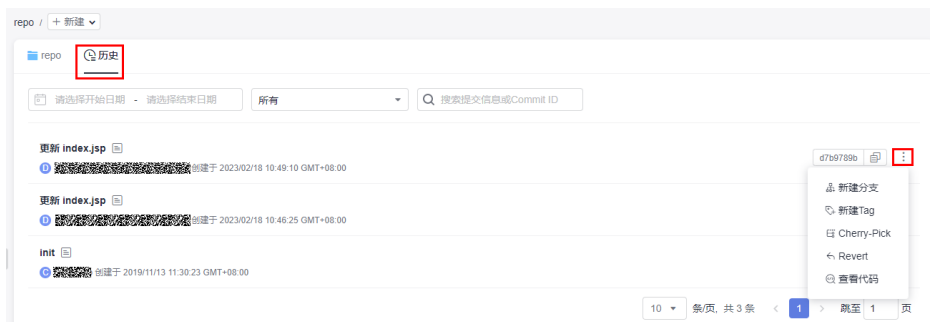 repo / + 新建
repo 历史
请选择开始日期 - 请选择结束日期 所有 搜索提交信息或Commit ID
更新 index.jsp
D 创建于 2023/02/18 10:49:10 GMT+08:00
d7b9789b
新建分支
新建Tag
Cherry-Pick
Revert
查看代码
更新 index.jsp
D 创建于 2023/02/18 10:46:25 GMT+08:00
init
C 创建于 2019/11/13 11:30:23 GMT+08:00
10 条/页, 共 3 条 < 1 > 跳至 1 页